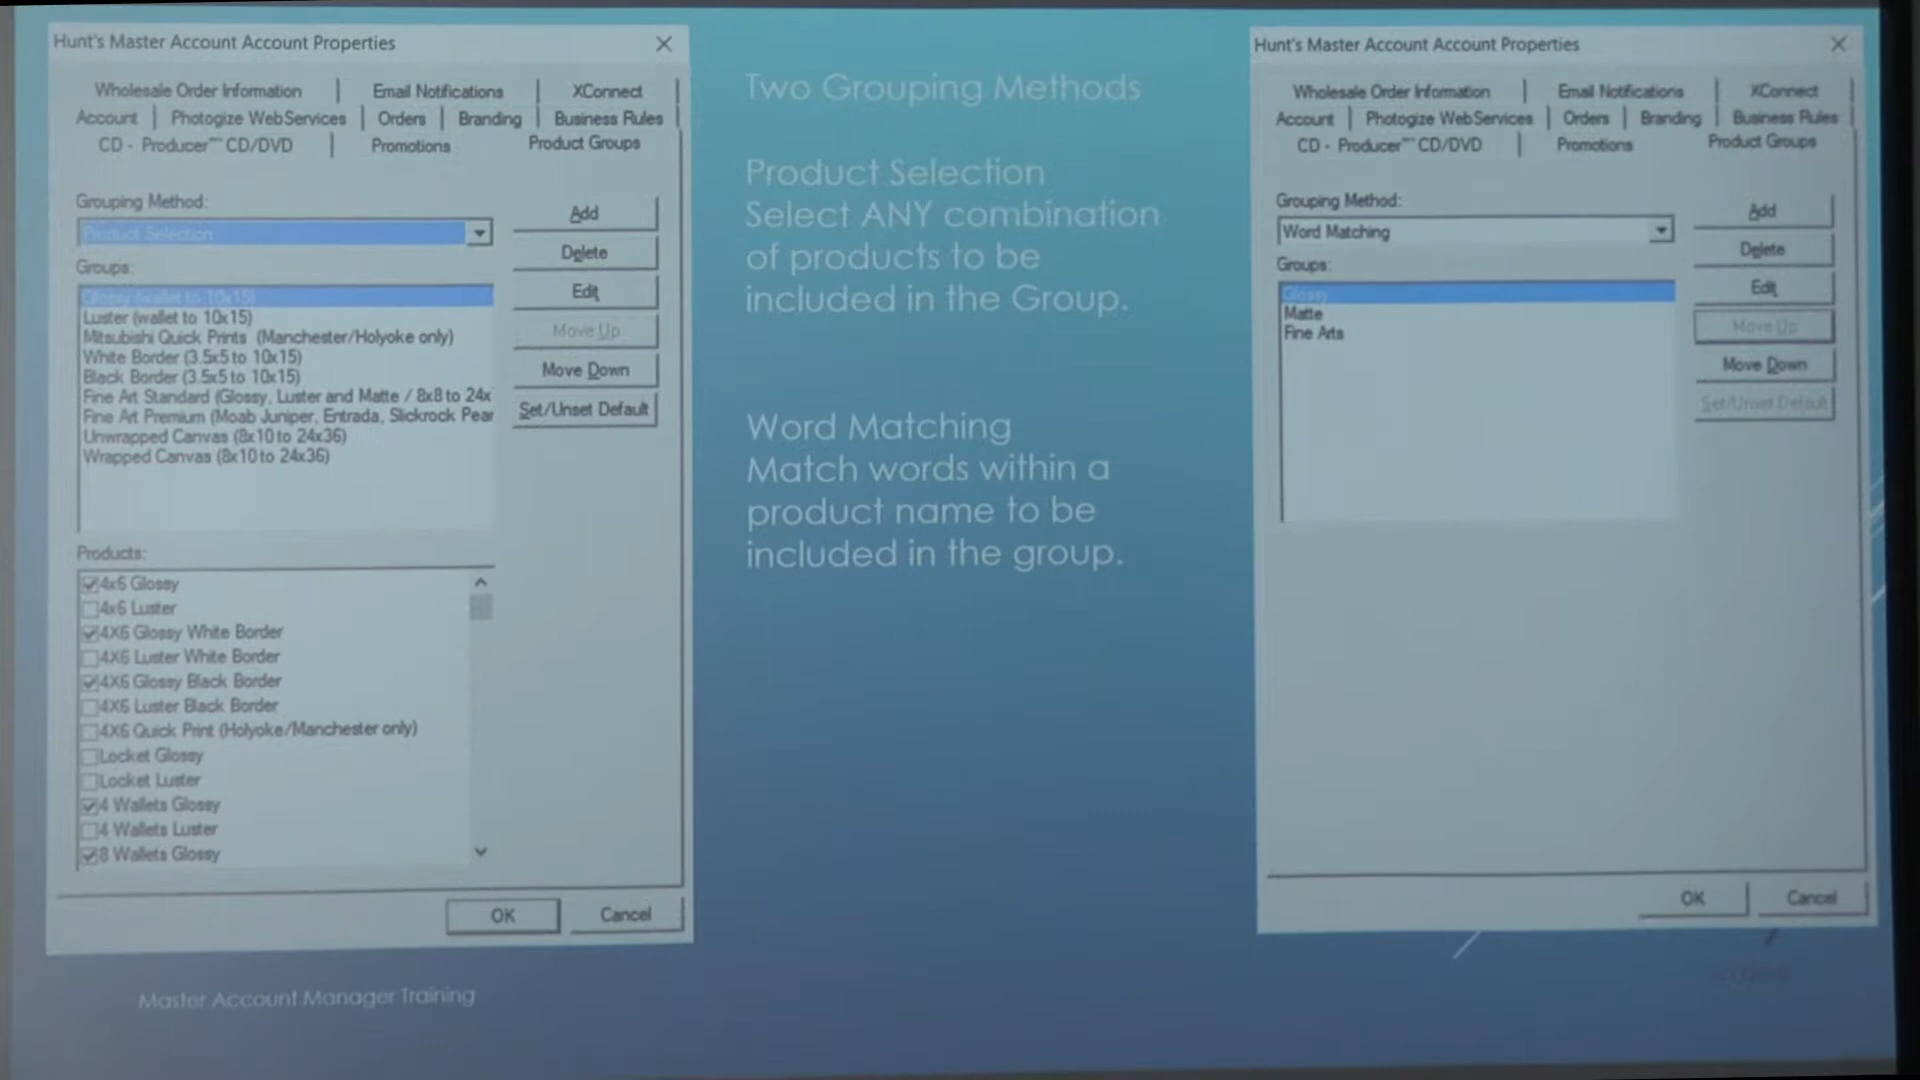 Hunt's Master Account Account Properties
Wholesale Order Information
Email Notifications
XConnect
Account
Photogize WebServices
Orders
Branding
Business Rules
CD - Producer™ CD/DVD
Promotions
Product Groups
Grouping Method:
Product Selection
Groups:
Glossy (wallet to 10x15)
Luster (wallet to 10x15)
Mitsubishi Quick Prints (Manchester/Holyoke only)
White Border (3.5x5 to 10x15)
Black Border (3.5x5 to 10x15)
Fine Art Standard (Glossy, Luster and Matte / 8x8 to 24x
Fine Art Premium (Moab Juniper, Entrada, Slickrock Pear
Unwrapped Canvas (8x10 to 24x36)
Wrapped Canvas (8x10 to 24x36)
Add
Delete
Edit
Move Up
Move Down
Set/Unset Default
Products:
4x6 Glossy
4x6 Luster
4X6 Glossy White Border
4X6 Luster White Border
4X6 Glossy Black Border
4X6 Luster Black Border
4X6 Quick Print (Holyoke/Manchester only)
Locket Glossy
Locket Luster
4 Wallets Glossy
4 Wallets Luster
8 Wallets Glossy
OK
Cancel
Two Grouping Methods
Product Selection
Select ANY combination
of products to be
included in the Group.
Word Matching
Match words within a
product name to be
included in the group.
Hunt's Master Account Account Properties
Wholesale Order Information
Email Notifications
XConnect
Account
Photogize WebServices
Orders
Branding
Business Rules
CD - Producer™ CD/DVD
Promotions
Product Groups
Grouping Method:
Word Matching
Groups:
Glossy
Matte
Fine Arts
Add
Delete
Edit
Move Up
Move Down
Set/Unset Default
OK
Cancel
Master Account Manager Training